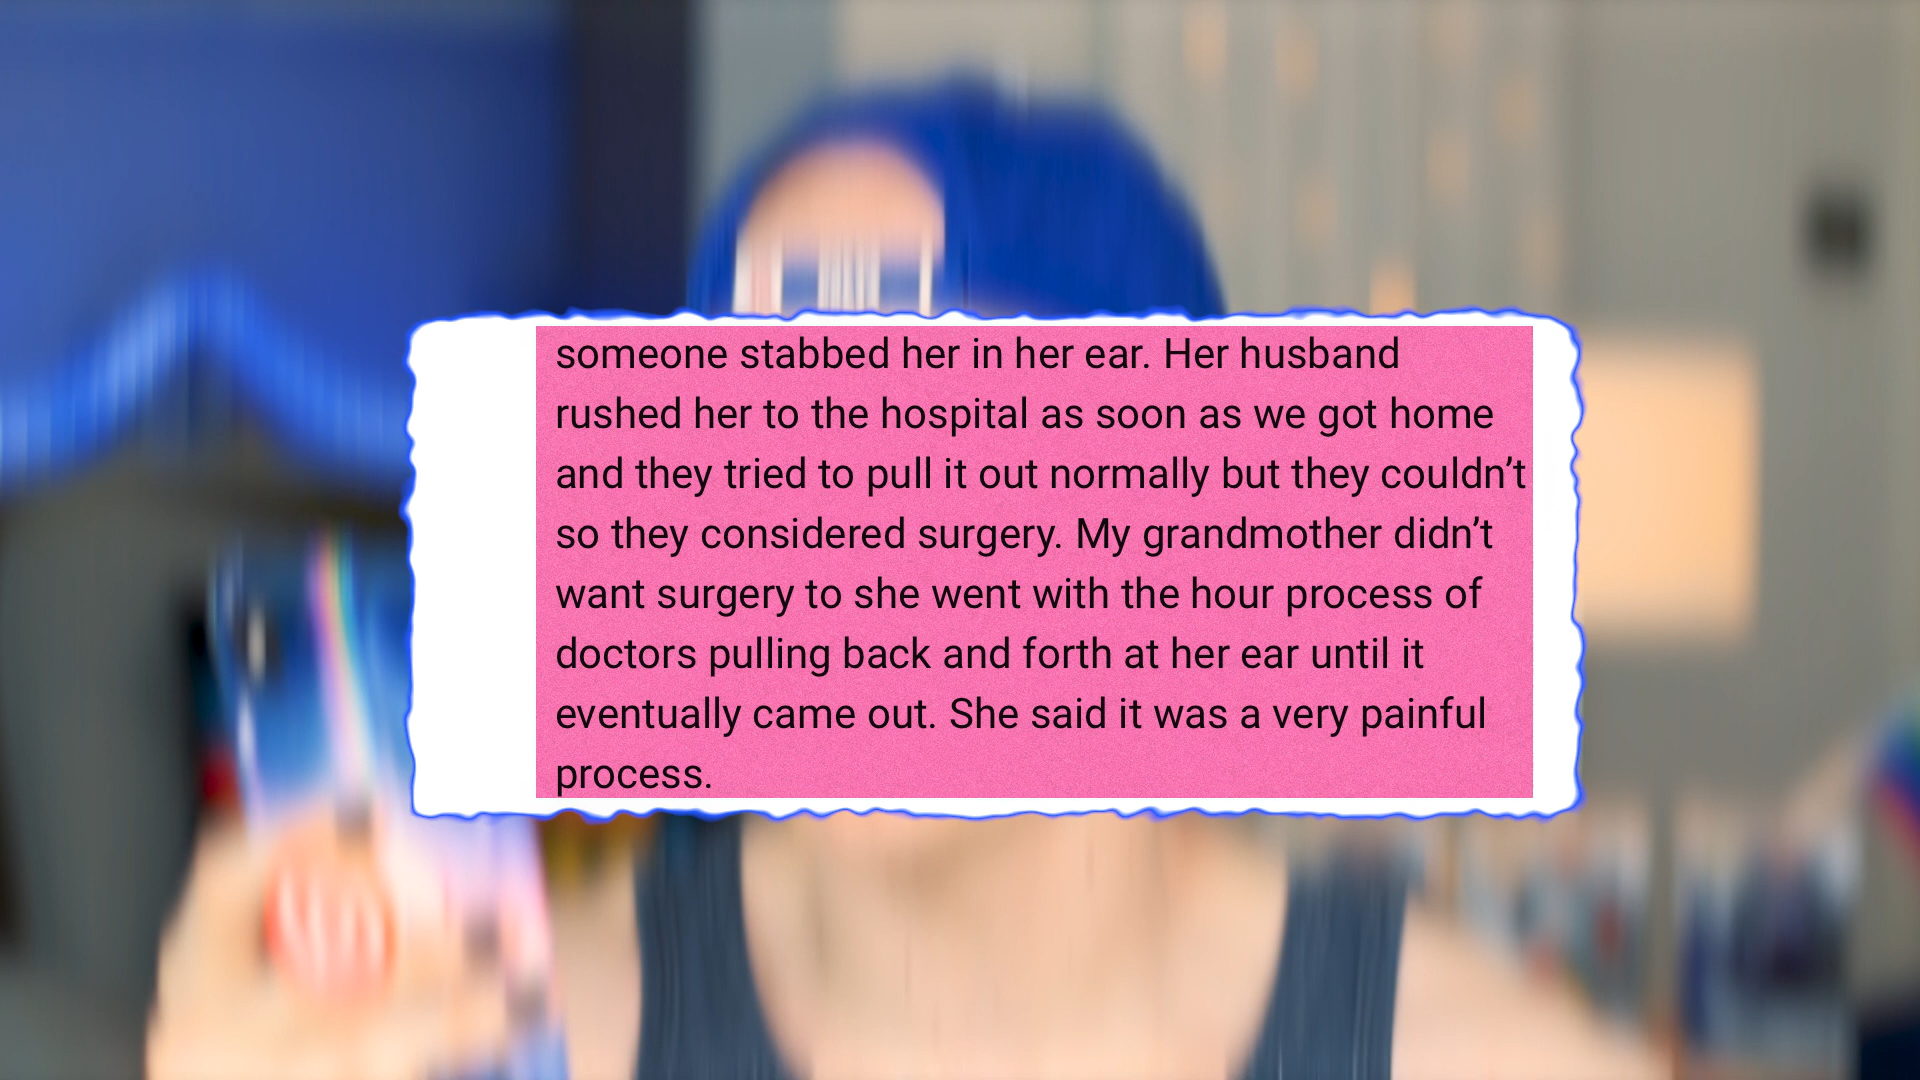 someone stabbed her in her ear. Her husband
rushed her to the hospital as soon as we got home
and they tried to pull it out normally but they couldn’t
so they considered surgery. My grandmother didn’t
want surgery to she went with the hour process of
doctors pulling back and forth at her ear until it
eventually came out. She said it was a very painful
process.